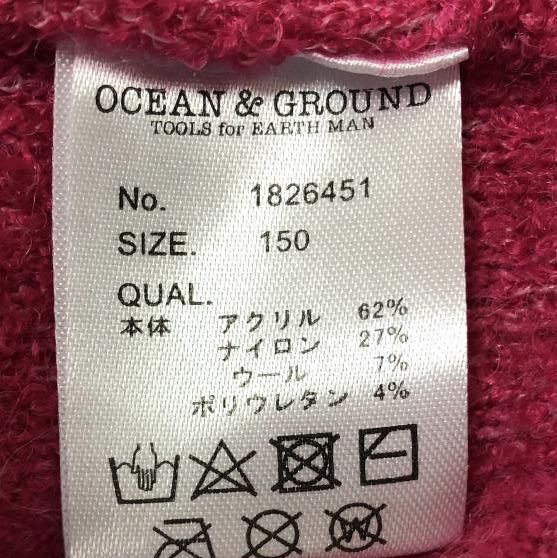 OCEAN & GROUND
TOOLS for EARTH MAN
No. 1826451
SIZE. 150
QUAL.
本体 アクリル 62%
ナイロン 27%
ウール 7%
ポリウレタン 4%
W